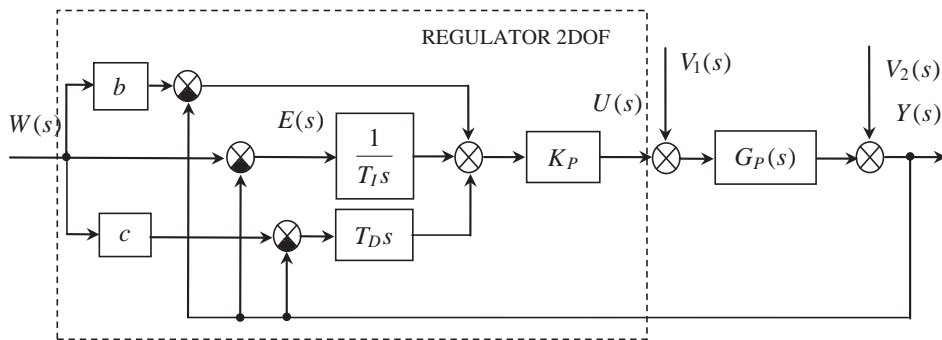 REGULATOR 2DOF
V₁(s)
V₂(s)
b
W(s)
E(s)
U(s)
Y(s)
1
T_I s
K_P
G_P(s)
c
T_D s